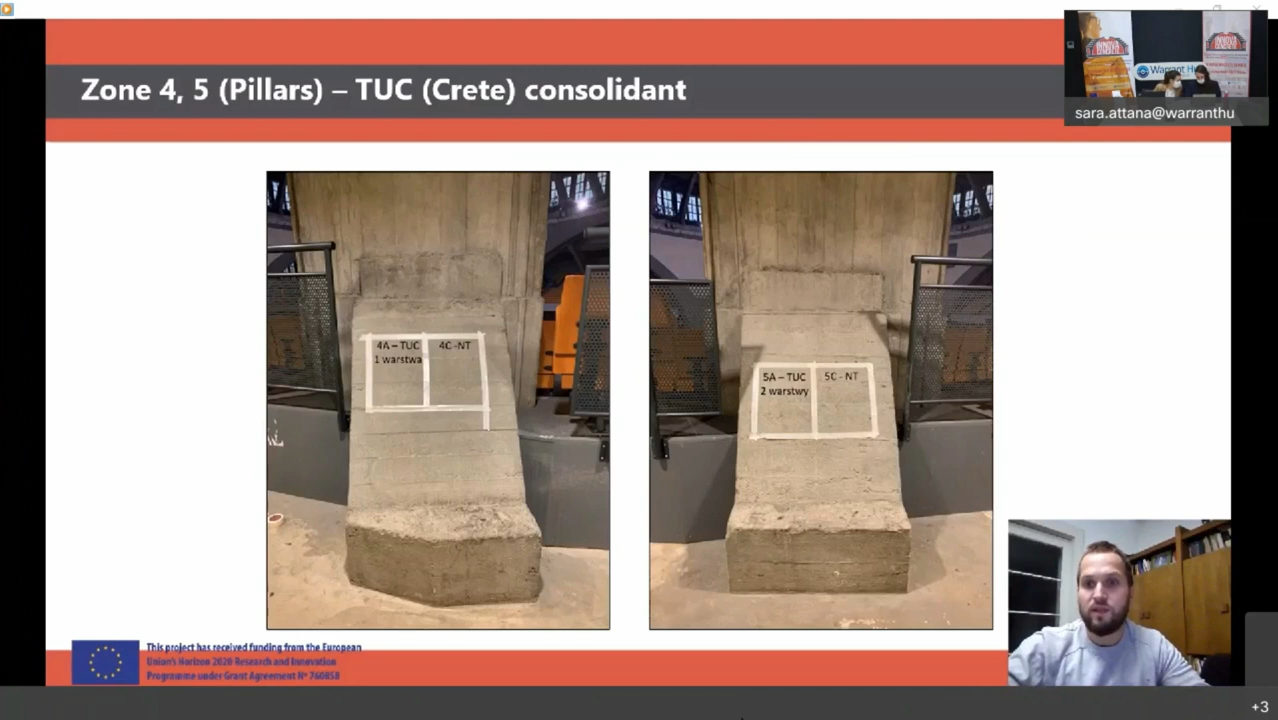 Zone 4, 5 (Pillars) – TUC (Crete) consolidant
sara.attana@warranthu
4A – TUC
1 warstwa
4C -NT
5A – TUC
2 warstwy
5C - NT
This project has received funding from the European
Union's Horizon 2020 Research and Innovation
Programme under Grant Agreement Nº 760858
+3